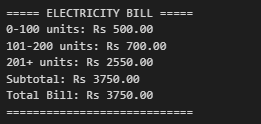 ===== ELECTRICITY BILL =====
0-100 units: Rs 500.00
101-200 units: Rs 700.00
201+ units: Rs 2550.00
Subtotal: Rs 3750.00
Total Bill: Rs 3750.00
============================